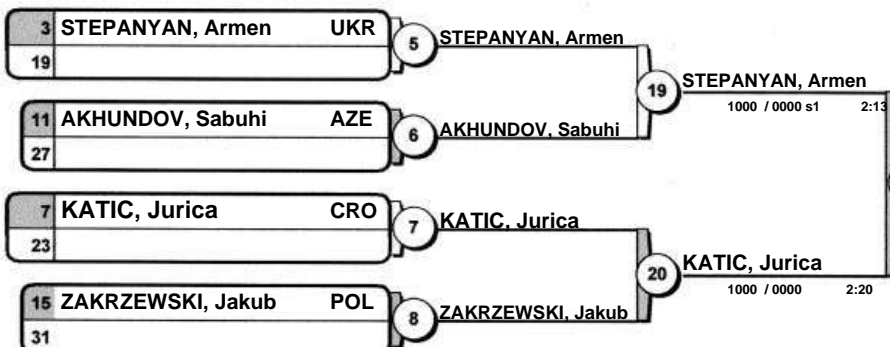 3 STEPANYAN, Armen UKR
19
5
STEPANYAN, Armen
11 AKHUNDOV, Sabuhi AZE
27
6
AKHUNDOV, Sabuhi
19
STEPANYAN, Armen
1000 / 0000 s1 2:13
7 KATIC, Jurica CRO
23
7
KATIC, Jurica
15 ZAKRZEWSKI, Jakub POL
31
8
ZAKRZEWSKI, Jakub
20
KATIC, Jurica
1000 / 0000 2:20